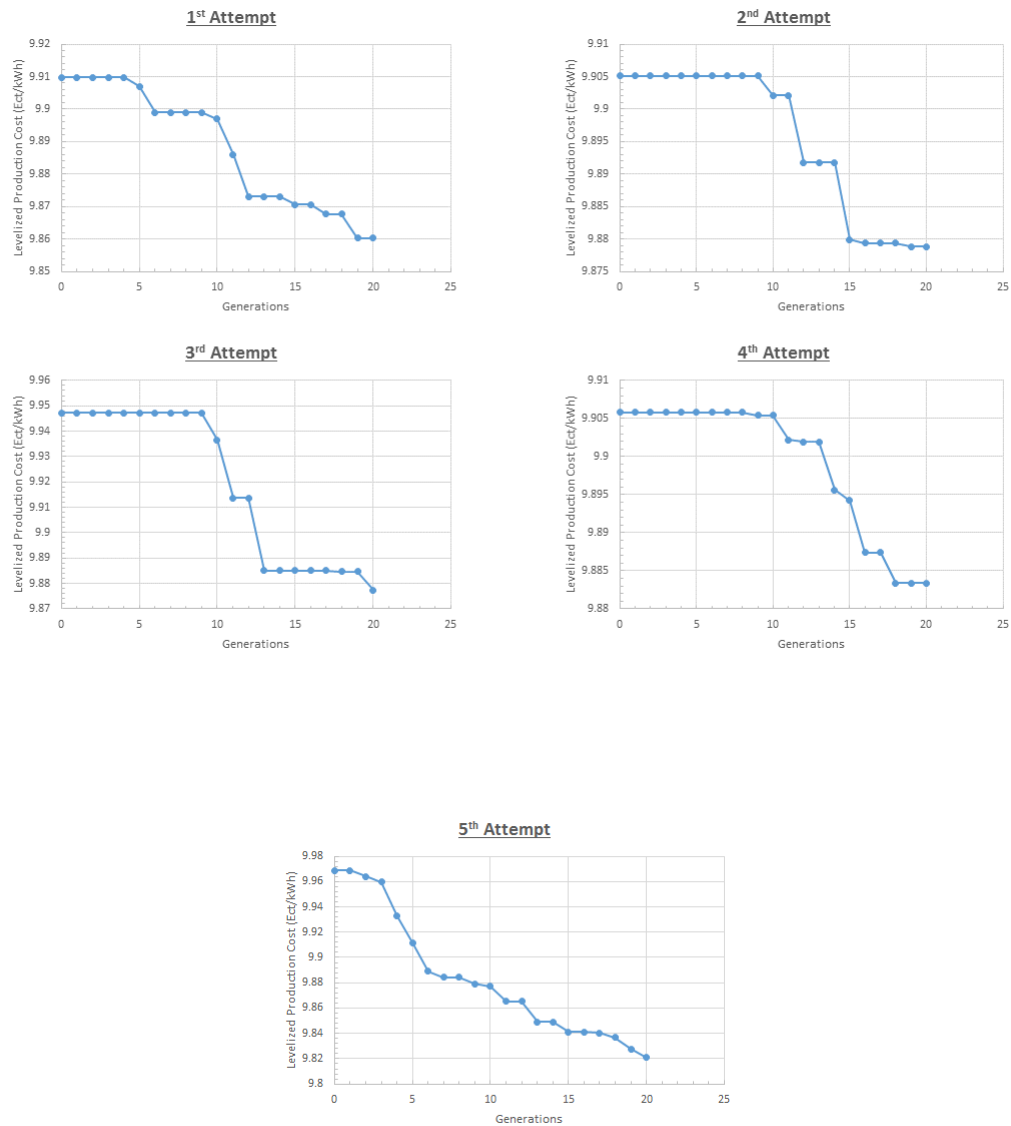 1st Attempt
Levelized Production Cost (Ect/kWh)
9.92
9.91
9.9
9.89
9.88
9.87
9.86
9.85
0 5 10 15 20 25
Generations
2nd Attempt
Levelized Production Cost (Ect/kWh)
9.91
9.905
9.9
9.895
9.89
9.885
9.88
9.875
0 5 10 15 20 25
Generations
3rd Attempt
Levelized Production Cost (Ect/kWh)
9.96
9.95
9.94
9.93
9.92
9.91
9.9
9.89
9.88
9.87
0 5 10 15 20 25
Generations
4th Attempt
Levelized Production Cost (Ect/kWh)
9.91
9.905
9.9
9.895
9.89
9.885
9.88
0 5 10 15 20 25
Generations
5th Attempt
Levelized Production Cost (Ect/kWh)
9.98
9.96
9.94
9.92
9.9
9.88
9.86
9.84
9.82
9.8
0 5 10 15 20 25
Generations